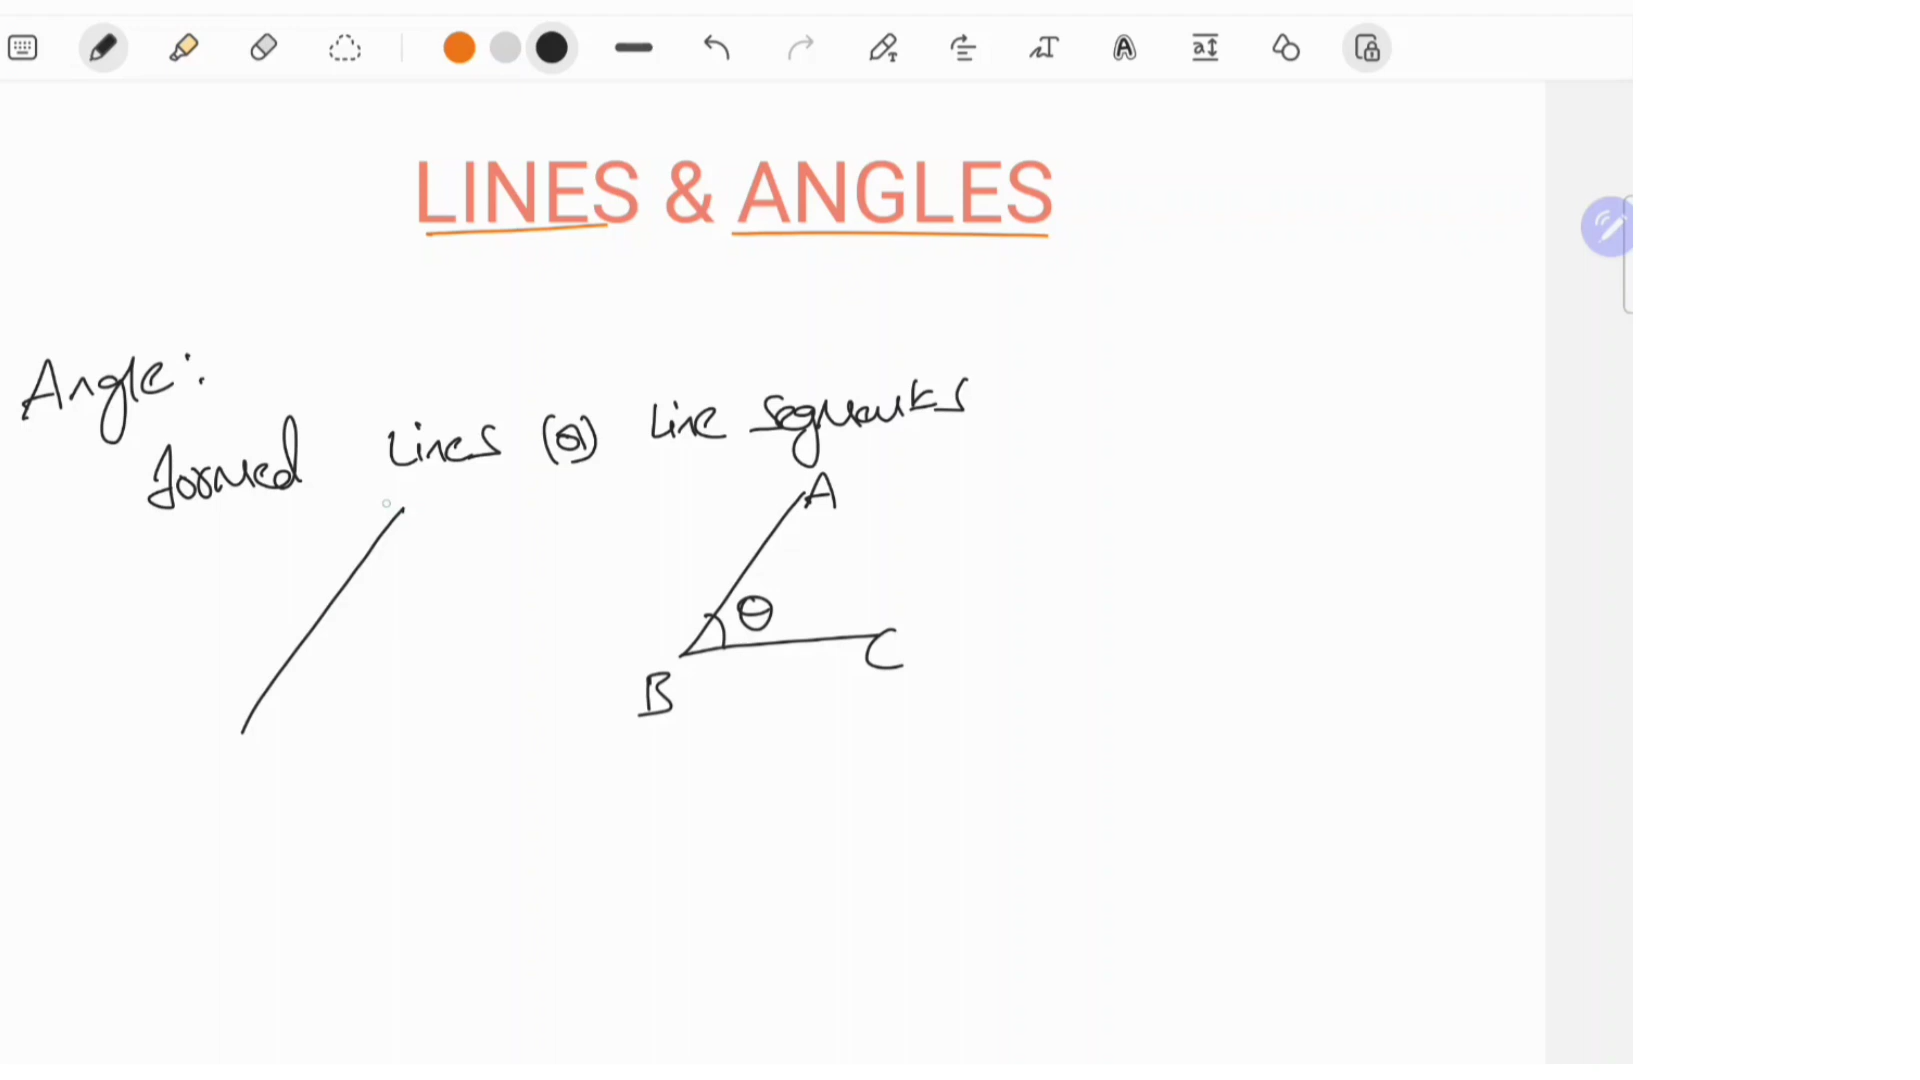 LINES & ANGLES
Angle:
formed Lines (or) Line segments
A
θ
B
C